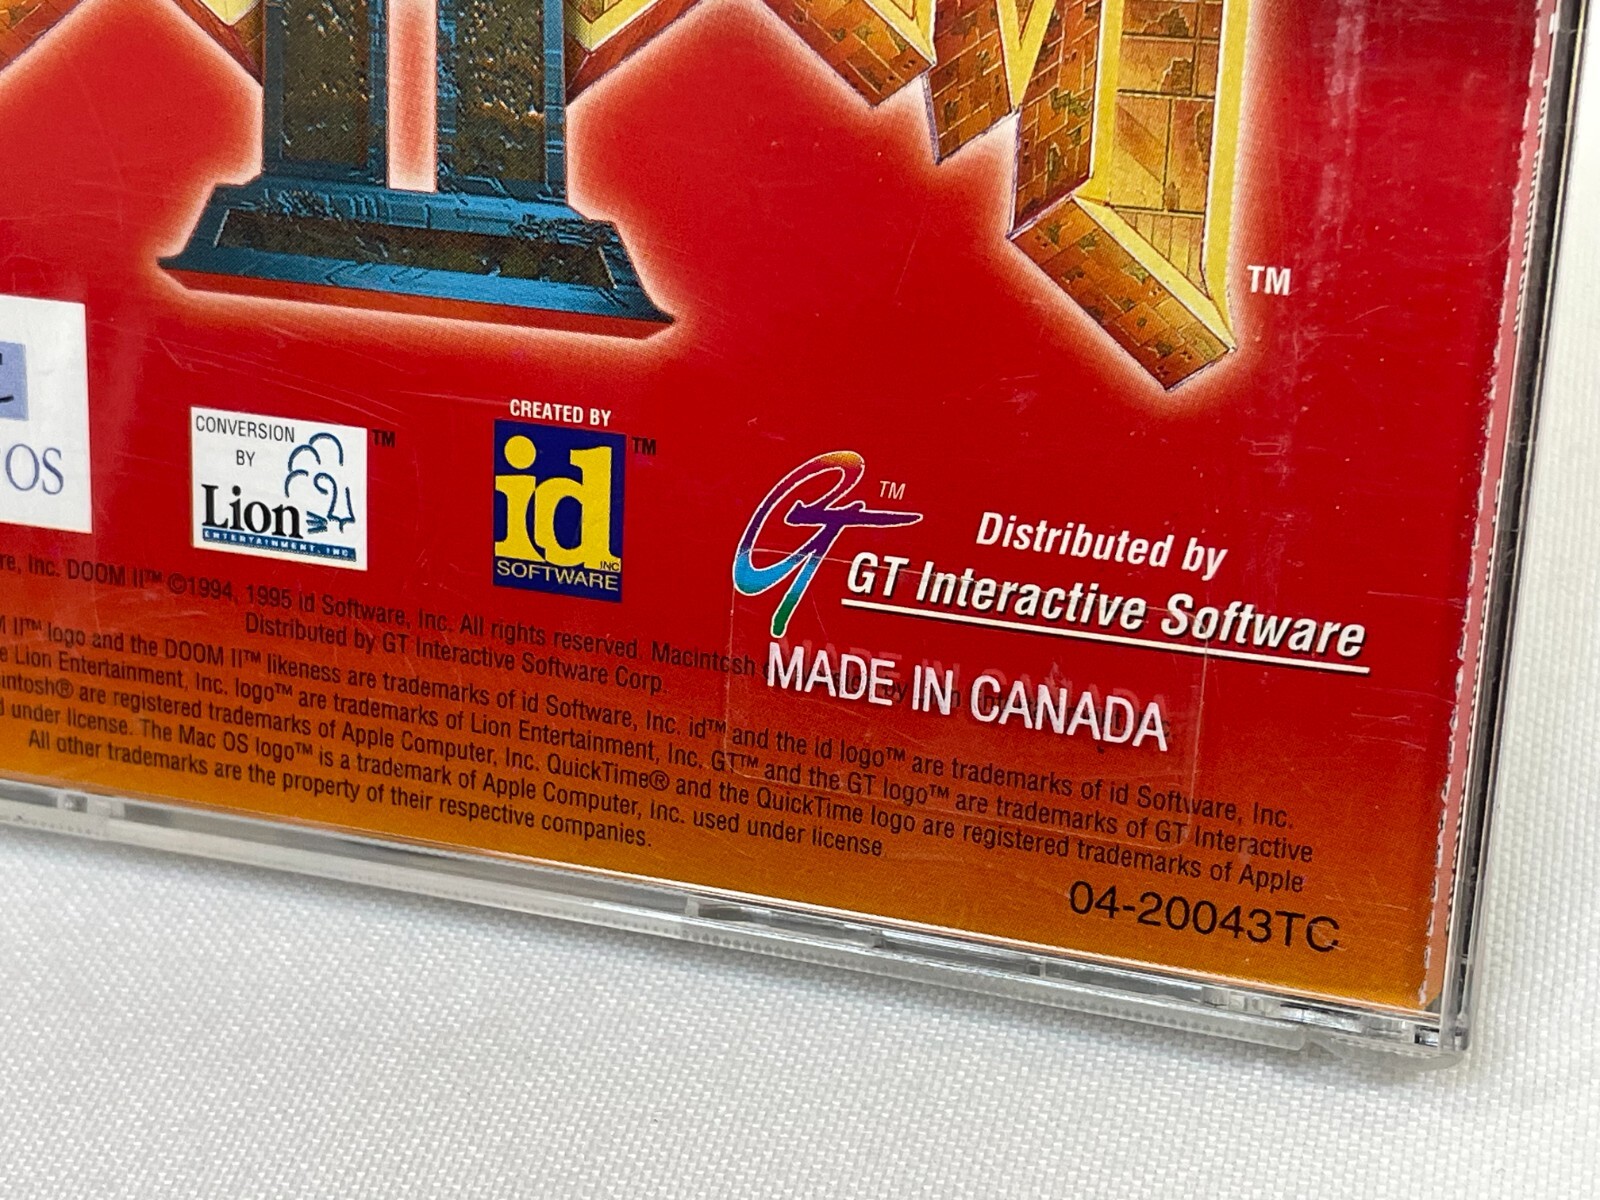 TM
OS
CONVERSION
BY
Lion
ENTERTAINMENT, INC.
TM
CREATED BY
id
INC
SOFTWARE
TM
GT
TM
Distributed by
GT Interactive Software
MADE IN CANADA
re, Inc. DOOM II™ ©1994, 1995 id Software, Inc. All rights reserved. Macintosh
Distributed by GT Interactive Software Corp.
II™ logo and the DOOM II™ likeness are trademarks of id Software, Inc. id™ and the id logo™ are trademarks of id Software, Inc.
e Lion Entertainment, Inc. logo™ are trademarks of Lion Entertainment, Inc. GT™ and the GT logo™ are trademarks of GT Interactive
intosh® are registered trademarks of Apple Computer, Inc. QuickTime® and the QuickTime logo are registered trademarks of Apple
under license. The Mac OS logo™ is a trademark of Apple Computer, Inc. used under license.
All other trademarks are the property of their respective companies.
04-20043TC